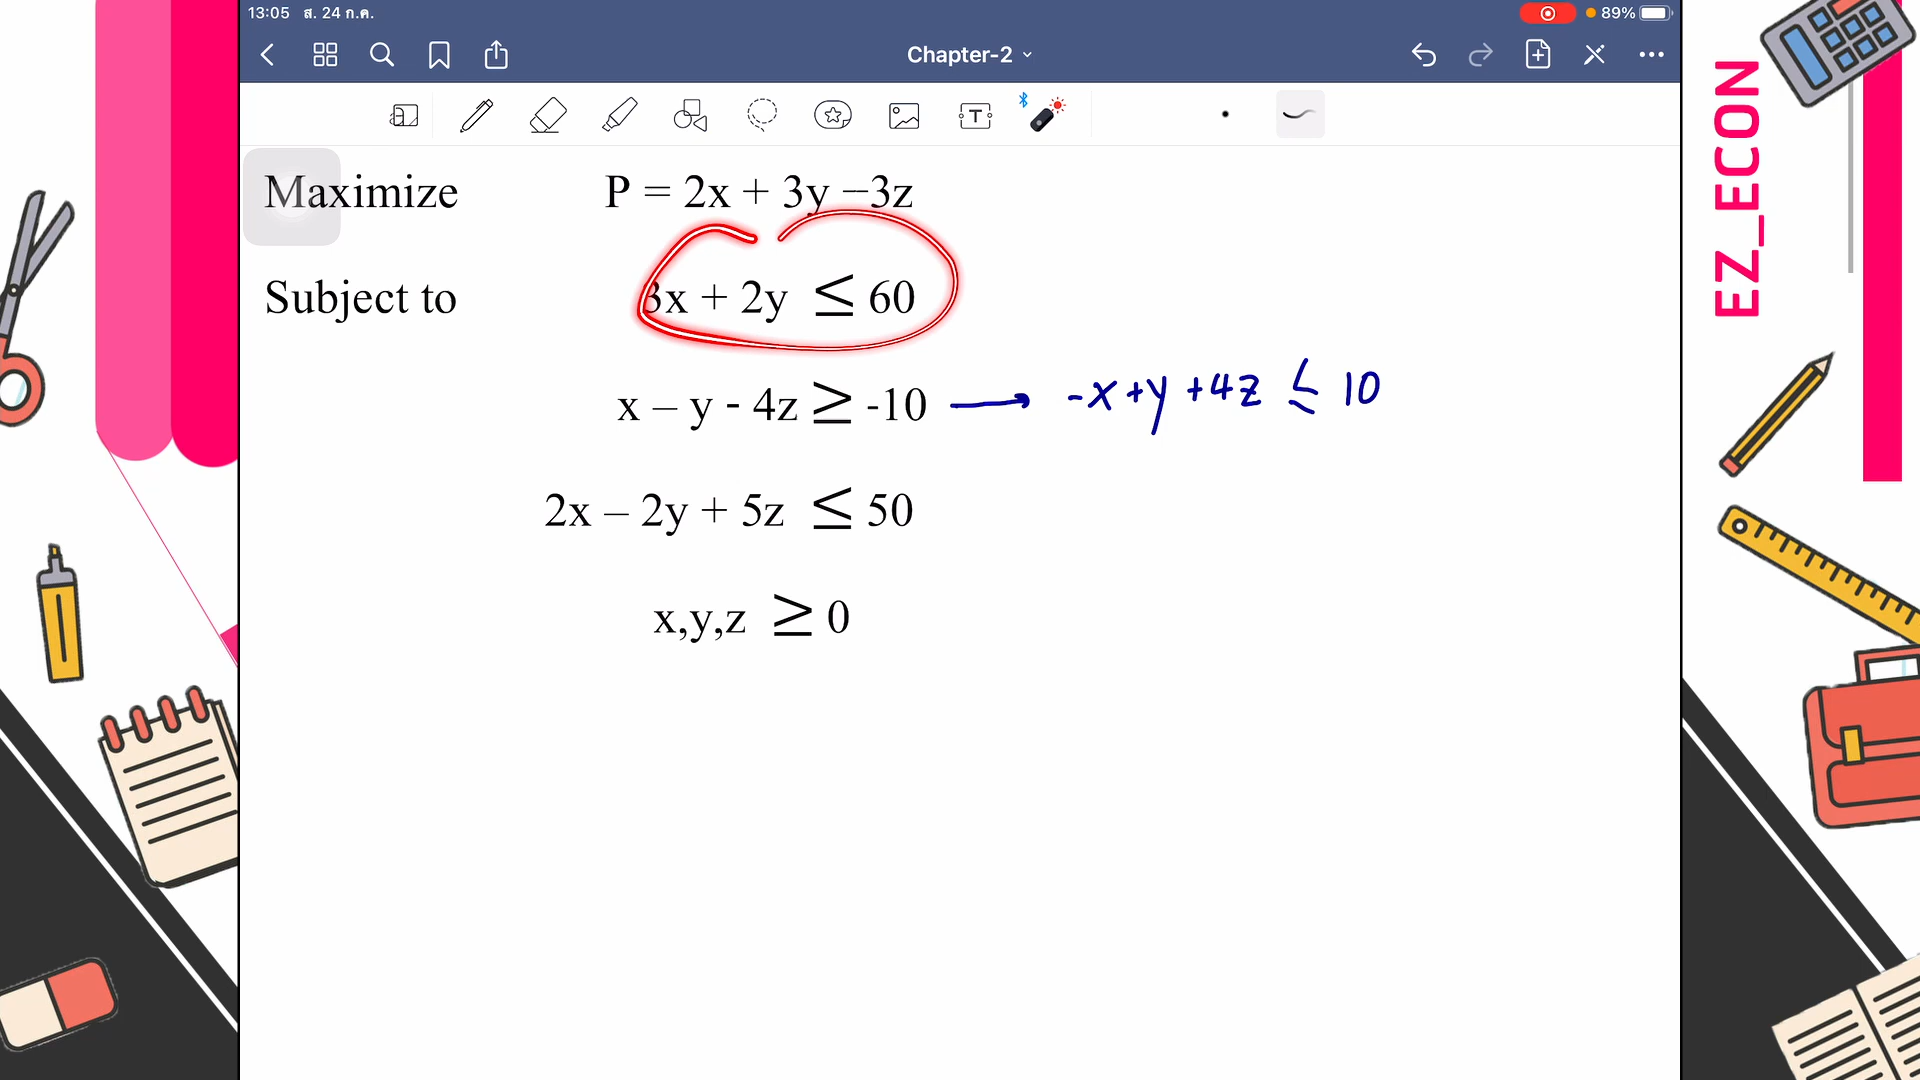 13:05 ส. 24 ก.ค.
89%
Chapter-2
T
Maximize P = 2x + 3y −3z
Subject to 3x + 2y ≤ 60
x – y - 4z ≥ -10 → -x+y+4z ≤ 10
2x – 2y + 5z ≤ 50
x,y,z ≥ 0
EZ_ECON